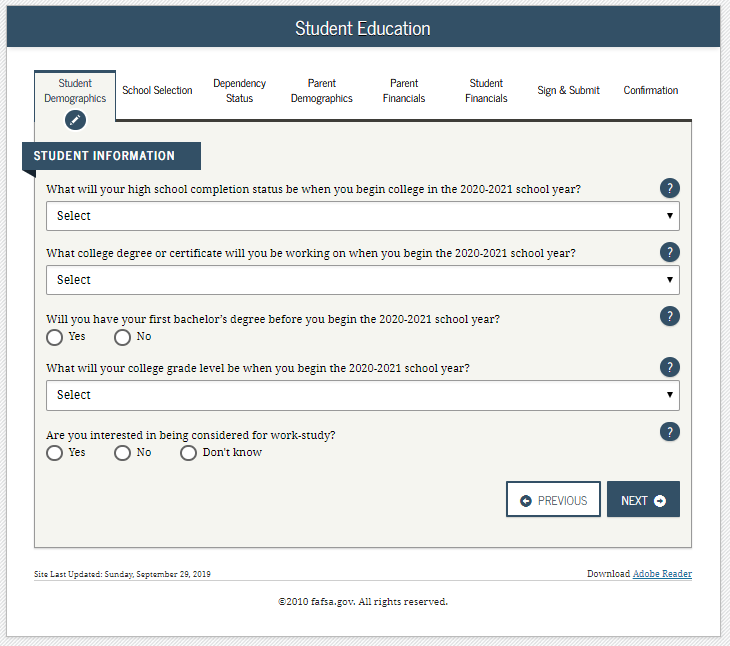 Student Education
Student Demographics
School Selection
Dependency Status
Parent Demographics
Parent Financials
Student Financials
Sign & Submit
Confirmation
STUDENT INFORMATION
What will your high school completion status be when you begin college in the 2020-2021 school year? ?
Select
What college degree or certificate will you be working on when you begin the 2020-2021 school year? ?
Select
Will you have your first bachelor's degree before you begin the 2020-2021 school year? ?
Yes No
What will your college grade level be when you begin the 2020-2021 school year? ?
Select
Are you interested in being considered for work-study? ?
Yes No Don't know
PREVIOUS NEXT
Site Last Updated: Sunday, September 29, 2019 Download Adobe Reader
©2010 fafsa.gov. All rights reserved.